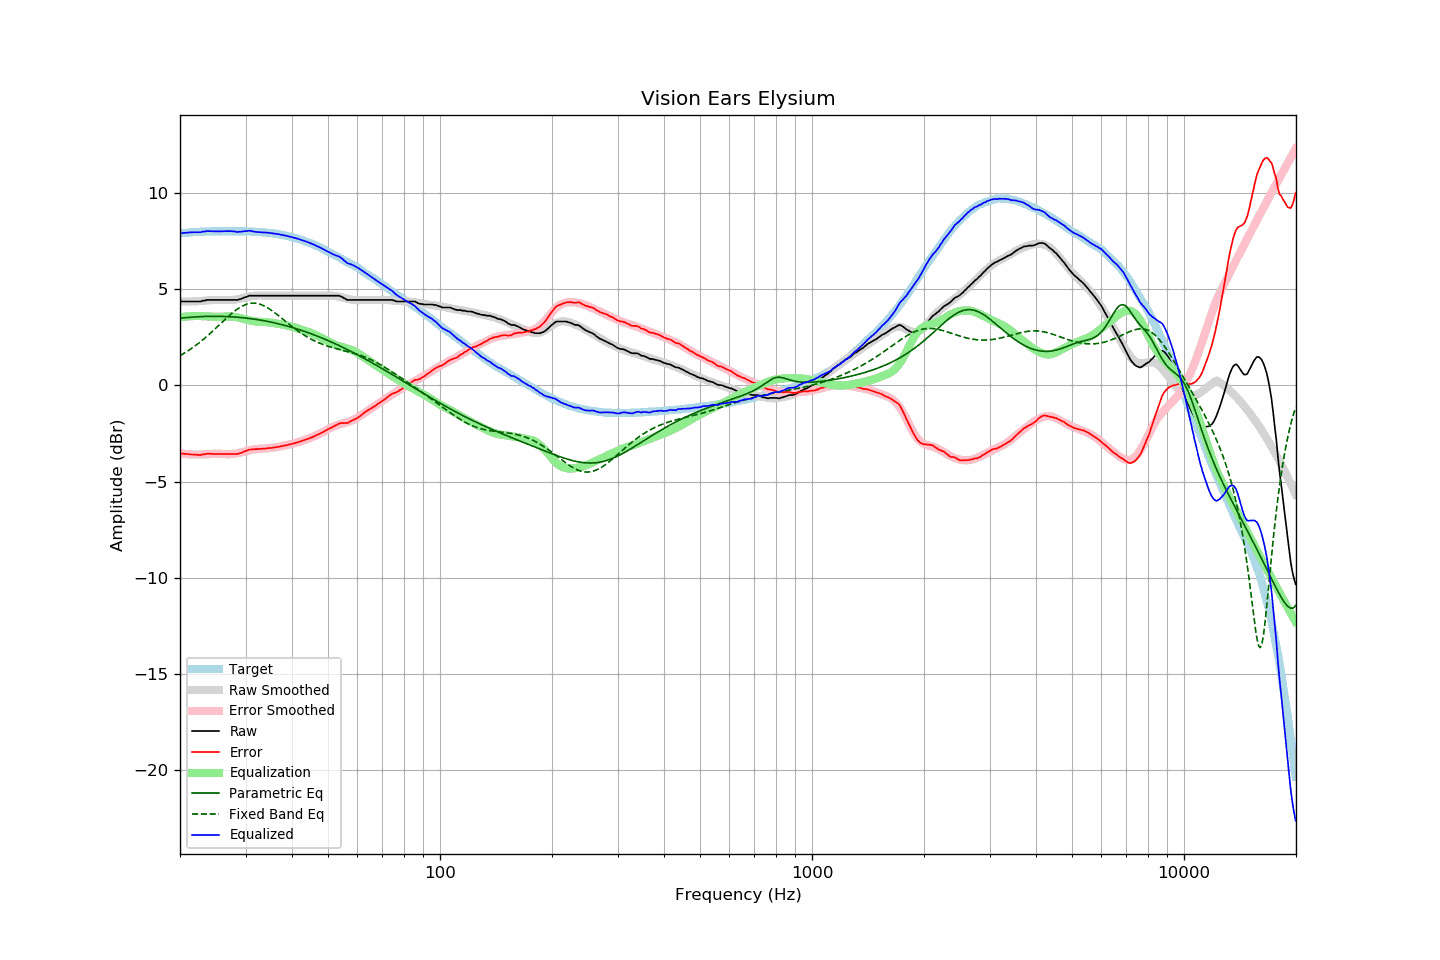 Vision Ears Elysium
Amplitude (dBr)
10
5
0
−5
−10
−15
−20
Target
Raw Smoothed
Error Smoothed
Raw
Error
Equalization
Parametric Eq
Fixed Band Eq
Equalized
100
1000
10000
Frequency (Hz)